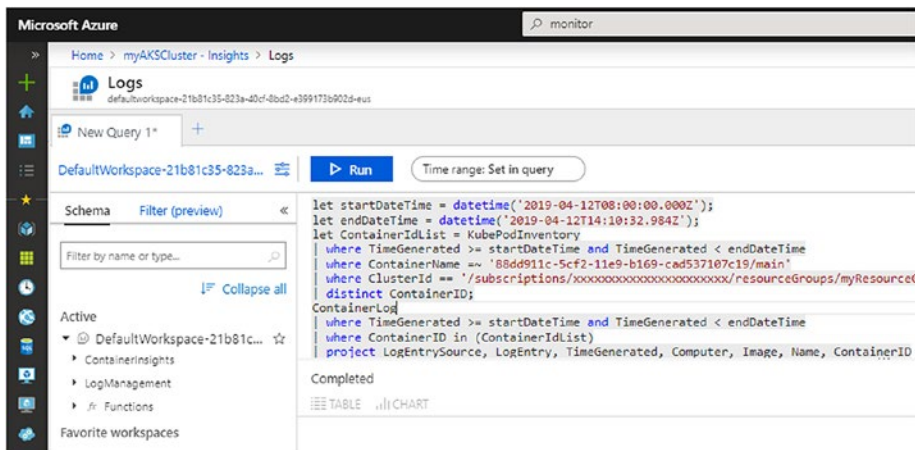 Microsoft Azure
monitor
Home > myAKSCluster - Insights > Logs
Logs
defaultworkspace-21b81c35-823a-40cf-8bd2-e399173b902d-eus
New Query 1*
DefaultWorkspace-21b81c35-823a...
Run
Time range: Set in query
Schema
Filter (preview)
Filter by name or type...
Collapse all
Active
DefaultWorkspace-21b81c...
ContainerInsights
LogManagement
fx Functions
Favorite workspaces
let startDateTime = datetime('2019-04-12T08:00:00.000Z');
let endDateTime = datetime('2019-04-12T14:10:32.984Z');
let ContainerIdList = KubePodInventory
| where TimeGenerated >= startDateTime and TimeGenerated < endDateTime
| where ContainerName =~ '88dd911c-5cf2-11e9-b169-cad537107c19/main'
| where ClusterId == '/subscriptions/xxxxxxxxxxxxxxxxxxxxxx/resourceGroups/myResourceG
| distinct ContainerID;
ContainerLog
| where TimeGenerated >= startDateTime and TimeGenerated < endDateTime
| where ContainerID in (ContainerIdList)
| project LogEntrySource, LogEntry, TimeGenerated, Computer, Image, Name, ContainerID
Completed
TABLE
CHART